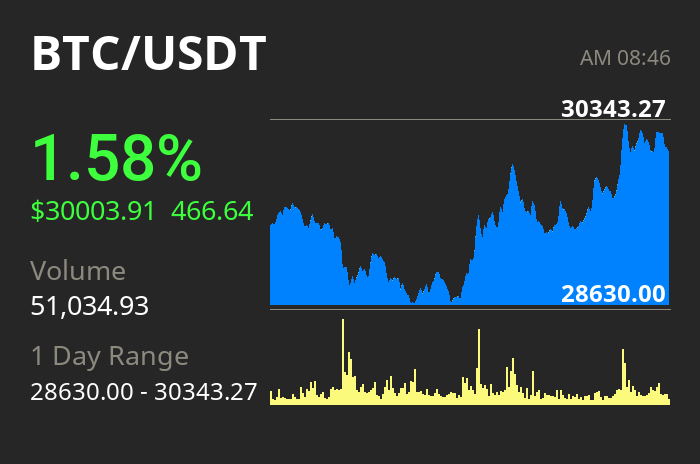 BTC/USDT
AM 08:46
30343.27
1.58%
$30003.91 466.64
Volume
51,034.93
28630.00
1 Day Range
28630.00 - 30343.27